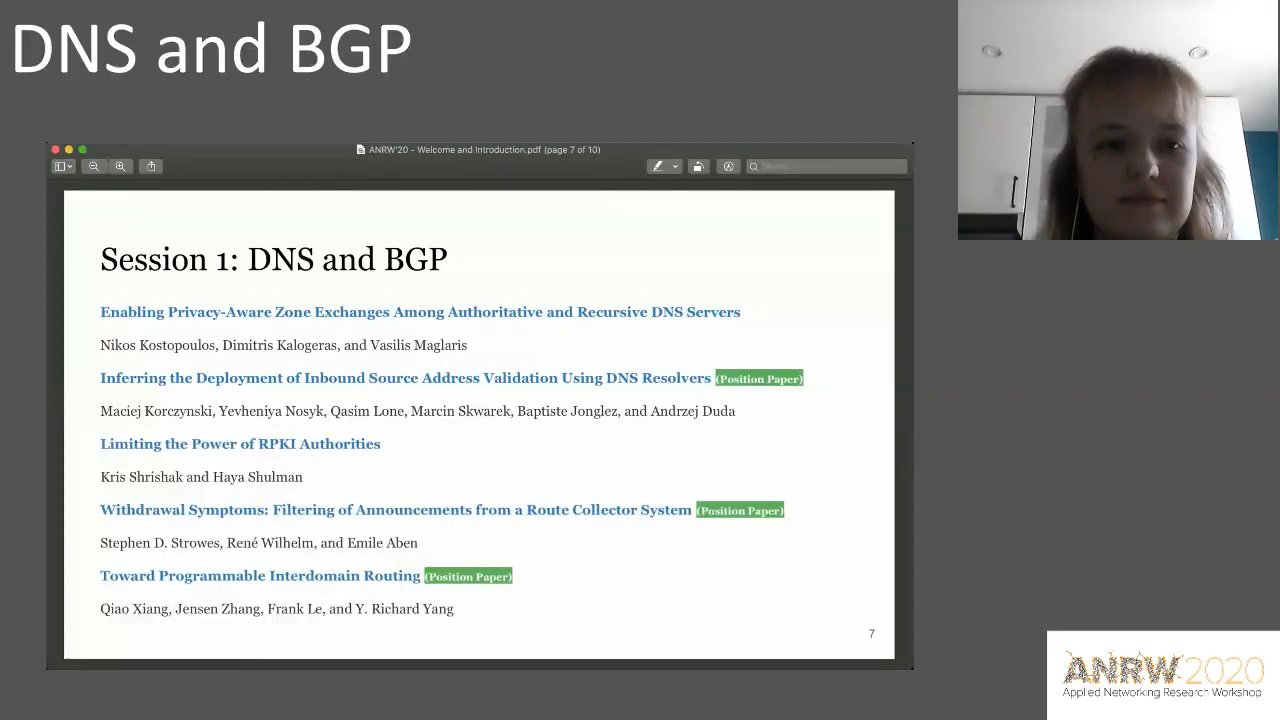 DNS and BGP
ANRW'20 - Welcome and Introduction.pdf (page 7 of 10)
Search
Session 1: DNS and BGP
Enabling Privacy-Aware Zone Exchanges Among Authoritative and Recursive DNS Servers
Nikos Kostopoulos, Dimitris Kalogeras, and Vasilis Maglaris
Inferring the Deployment of Inbound Source Address Validation Using DNS Resolvers (Position Paper)
Maciej Korczynski, Yevheniya Nosyk, Qasim Lone, Marcin Skwarek, Baptiste Jonglez, and Andrzej Duda
Limiting the Power of RPKI Authorities
Kris Shrishak and Haya Shulman
Withdrawal Symptoms: Filtering of Announcements from a Route Collector System (Position Paper)
Stephen D. Strowes, René Wilhelm, and Emile Aben
Toward Programmable Interdomain Routing (Position Paper)
Qiao Xiang, Jensen Zhang, Frank Le, and Y. Richard Yang
7
ANRW2020
Applied Networking Research Workshop